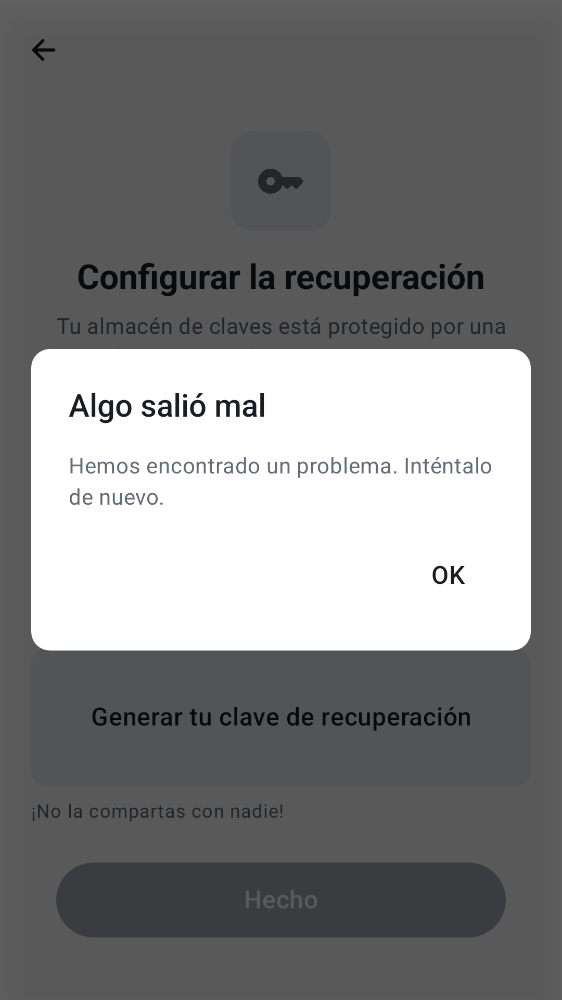 Configurar la recuperación
Tu almacén de claves está protegido por una
Algo salió mal
Hemos encontrado un problema. Inténtalo
de nuevo.
OK
Generar tu clave de recuperación
¡No la compartas con nadie!
Hecho